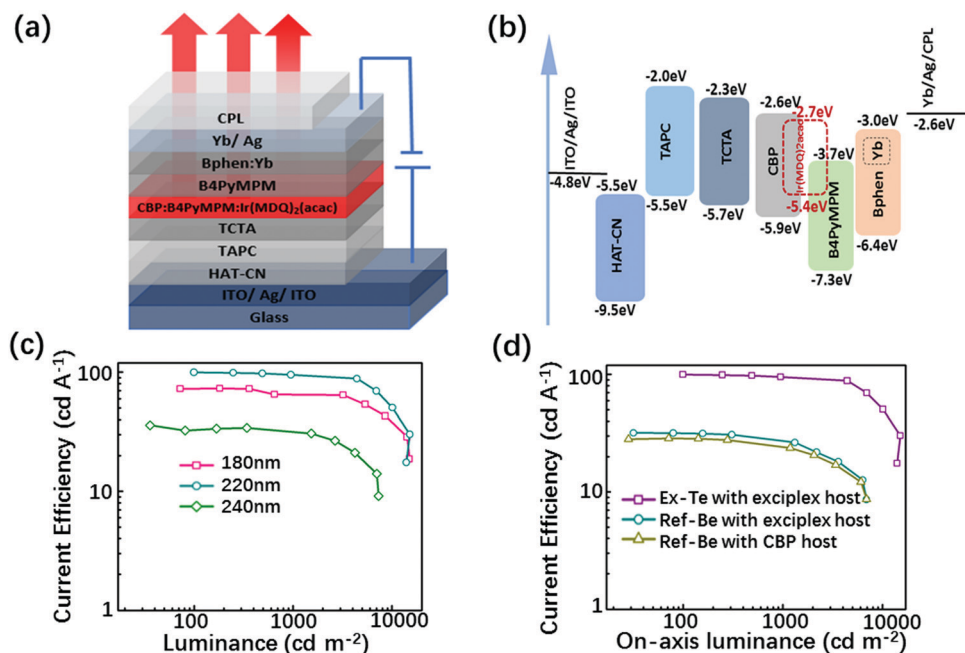 (a)
CPL
Yb/ Ag
Bphen:Yb
B4PyMPM
CBP:B4PyMPM:Ir(MDQ)₂(acac)
TCTA
TAPC
HAT-CN
ITO/ Ag/ ITO
Glass
(b)
ITO/Ag/ITO
-4.8eV
-5.5eV
HAT-CN
-9.5eV
-2.0eV
TAPC
-5.5eV
-2.3eV
TCTA
-5.7eV
-2.6eV
CBP
-5.9eV
-2.7eV
Ir(MDQ)2acac
-5.4eV
-3.7eV
B4PyMPM
-7.3eV
-3.0eV
Yb
Bphen
-6.4eV
Yb/Ag/CPL
-2.6eV
(c)
Current Efficiency (cd A⁻¹)
100
10
1
180nm
220nm
240nm
100 1000 10000
Luminance (cd m⁻²)
(d)
Current Efficiency (cd A⁻¹)
100
10
1
Ex-Te with exciplex host
Ref-Be with exciplex host
Ref-Be with CBP host
100 1000 10000
On-axis luminance (cd m⁻²)